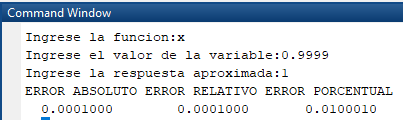 Command Window
Ingrese la funcion:x
Ingrese el valor de la variable:0.9999
Ingrese la respuesta aproximada:1
ERROR ABSOLUTO ERROR RELATIVO ERROR PORCENTUAL
0.0001000 0.0001000 0.0100010